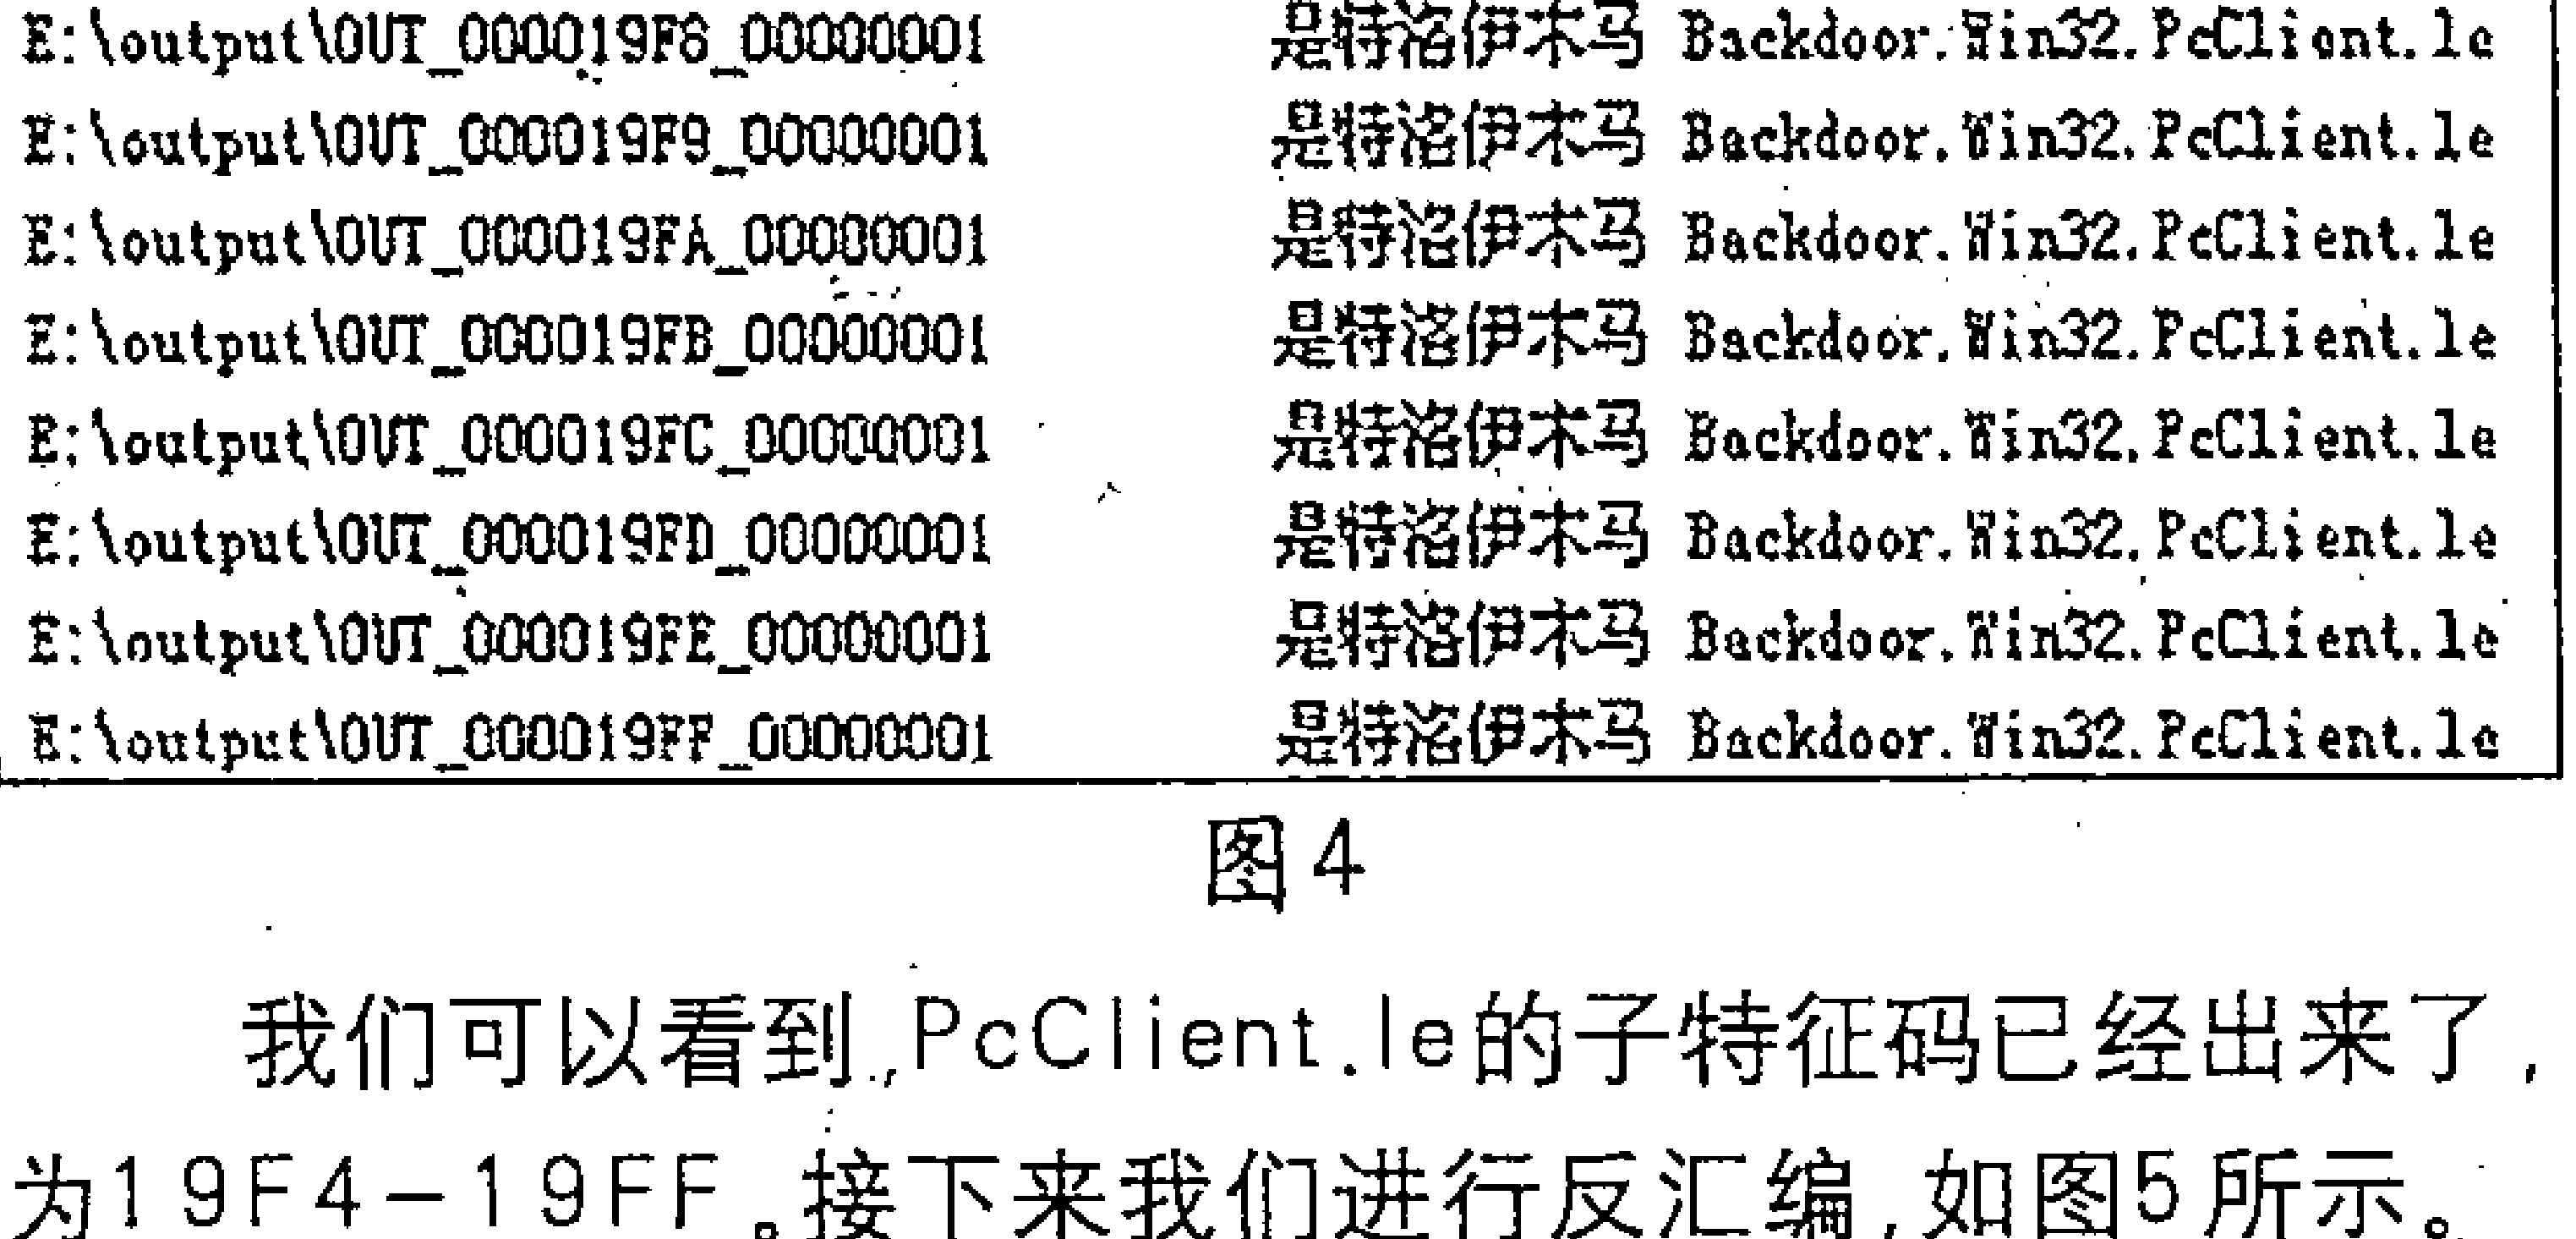 E:\output\OUT_000019F8_00000001 是特洛伊木马 Backdoor.Win32.PcClient.le
E:\output\OUT_000019F9_00000001 是特洛伊木马 Backdoor.Win32.PcClient.le
E:\output\OUT_000019FA_00000001 是特洛伊木马 Backdoor.Win32.PcClient.le
E:\output\OUT_000019FB_00000001 是特洛伊木马 Backdoor.Win32.PcClient.le
E:\output\OUT_000019FC_00000001 是特洛伊木马 Backdoor.Win32.PcClient.le
E:\output\OUT_000019FD_00000001 是特洛伊木马 Backdoor.Win32.PcClient.le
E:\output\OUT_000019FE_00000001 是特洛伊木马 Backdoor.Win32.PcClient.le
E:\output\OUT_000019FF_00000001 是特洛伊木马 Backdoor.Win32.PcClient.le
图4
我们可以看到,PcClient.le的子特征码已经出来了,
为19F4-19FF。接下来我们进行反汇编,如图5所示。